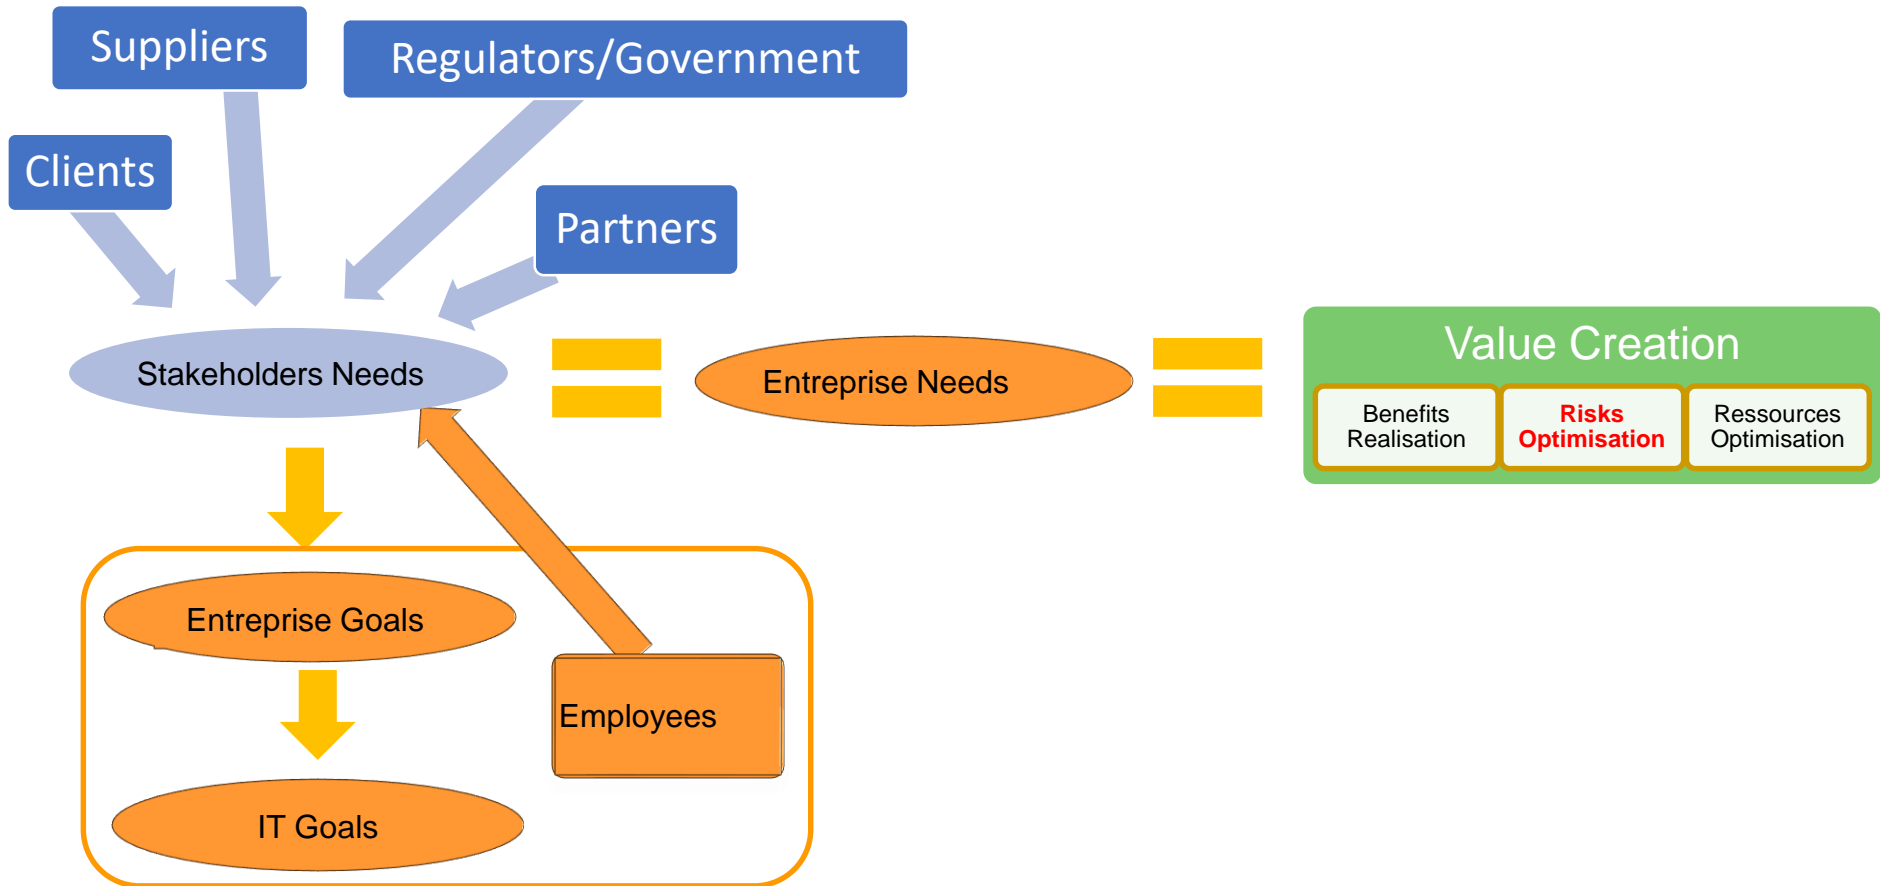 Suppliers
Regulators/Government
Clients
Partners
Stakeholders Needs
Entreprise Needs
Value Creation
Benefits
Realisation
Risks
Optimisation
Ressources
Optimisation
Entreprise Goals
Employees
IT Goals